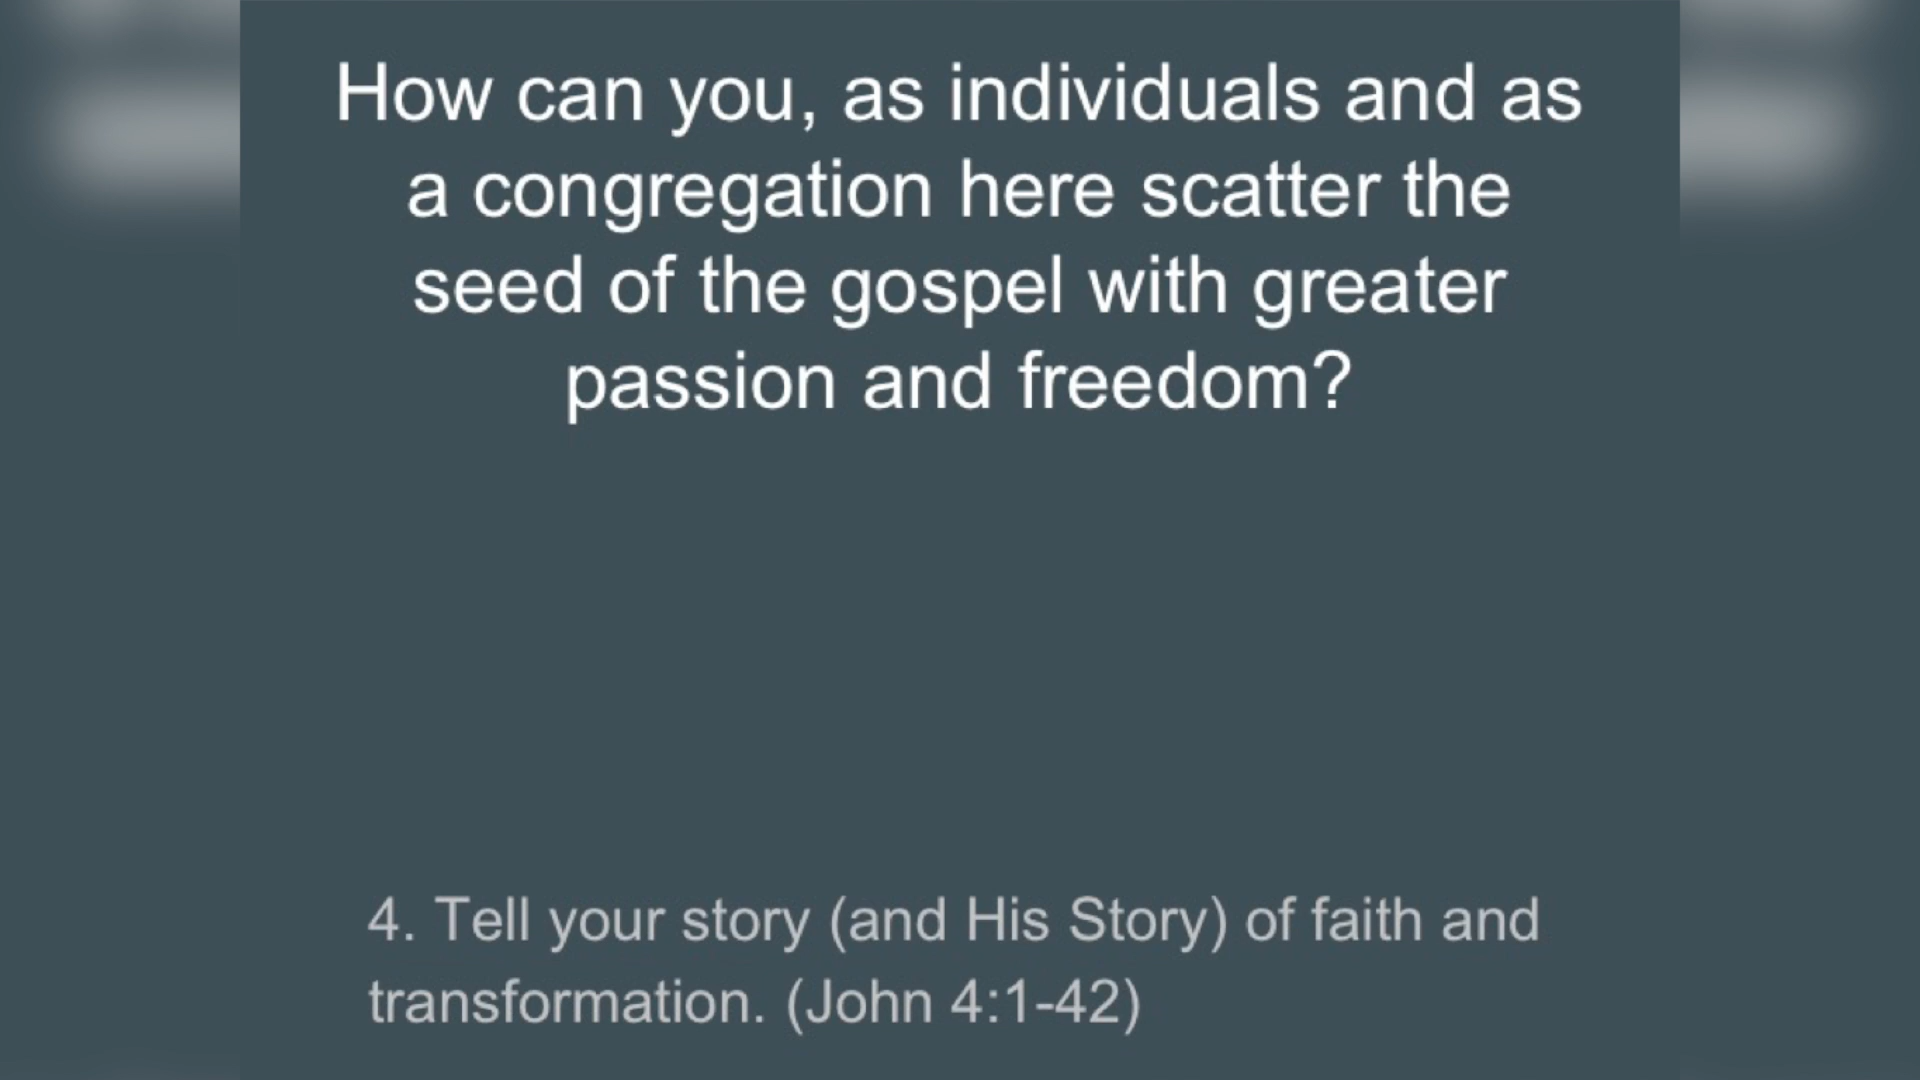 How can you, as individuals and as
a congregation here scatter the
seed of the gospel with greater
passion and freedom?
4. Tell your story (and His Story) of faith and
transformation. (John 4:1-42)